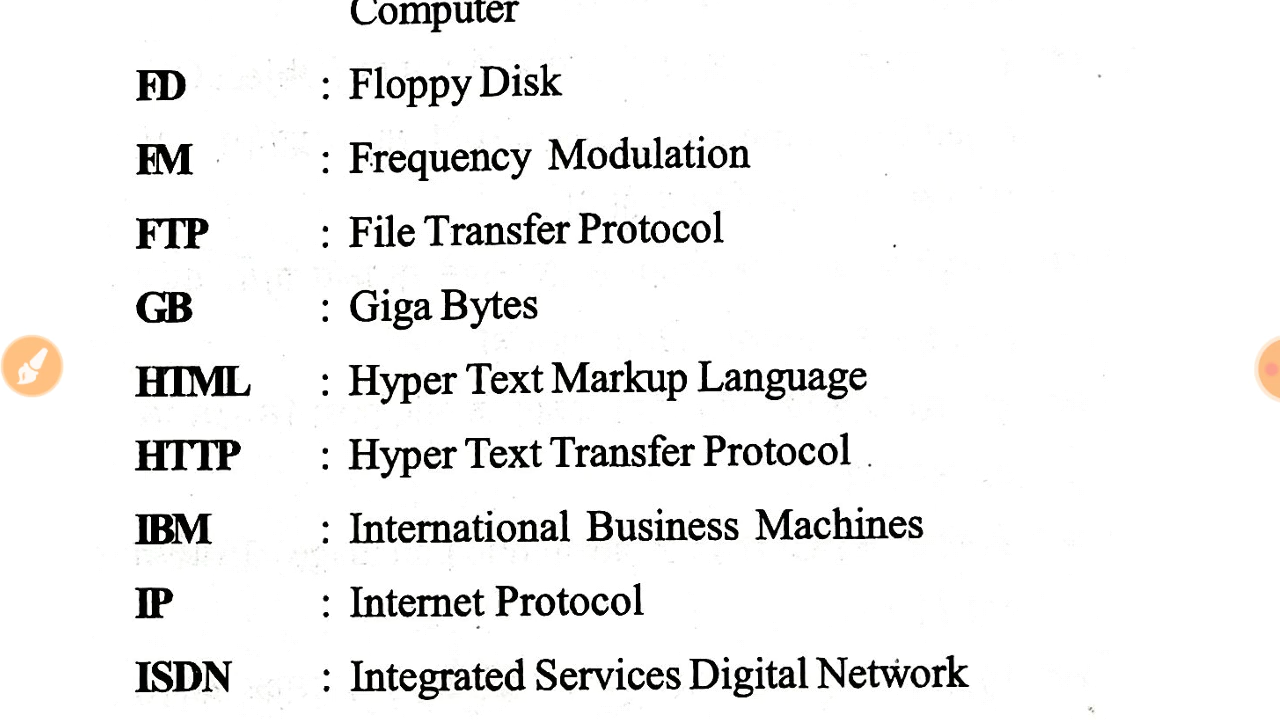 Computer
FD : Floppy Disk
FM : Frequency Modulation
FTP : File Transfer Protocol
GB : Giga Bytes
HTML : Hyper Text Markup Language
HTTP : Hyper Text Transfer Protocol
IBM : International Business Machines
IP : Internet Protocol
ISDN : Integrated Services Digital Network